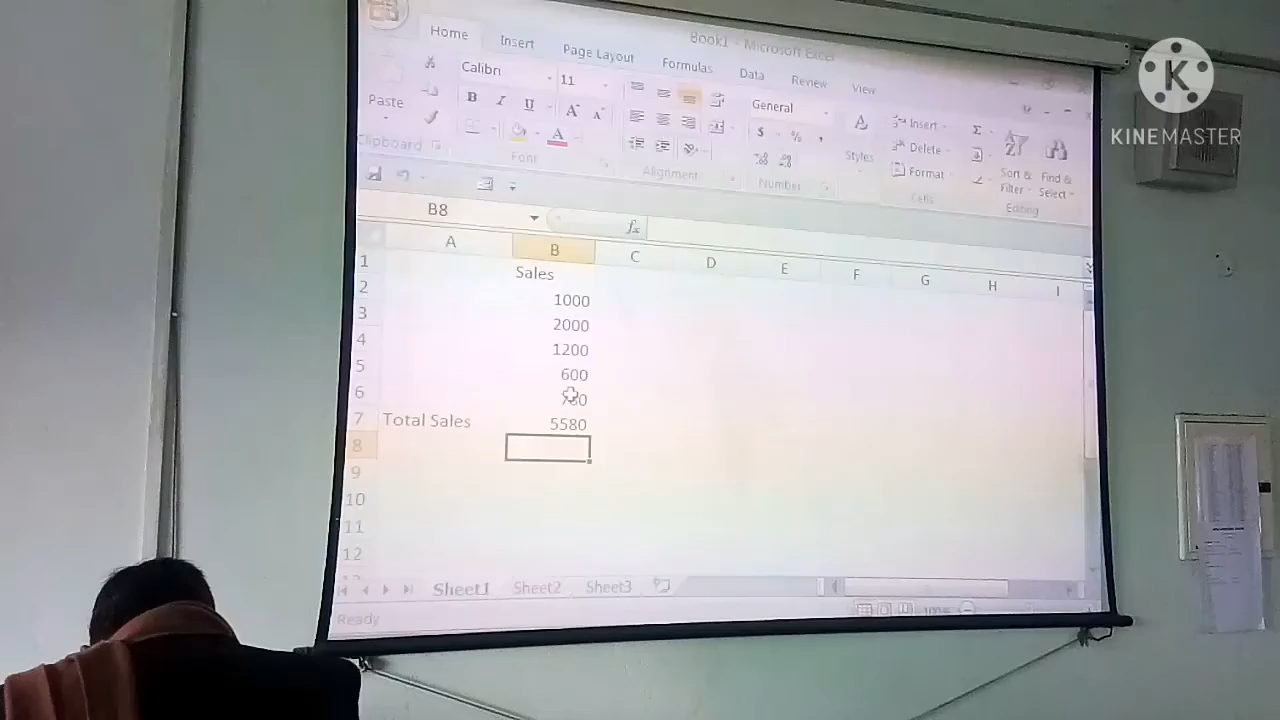 KINEMASTER
Book1 - Microsoft Excel
Home Insert Page Layout Formulas Data Review View
Calibri 11 General
Paste
Styles
Insert
Delete
Format
Sort & Filter
Find & Select
Clipboard Font Alignment Number Cells Editing
B8 fx
A B C D E F G H I
1 Sales
2 1000
3 2000
4 1200
5 600
6
7 Total Sales 5580
8
9
10
11
12
Sheet1 Sheet2 Sheet3
Ready 100%